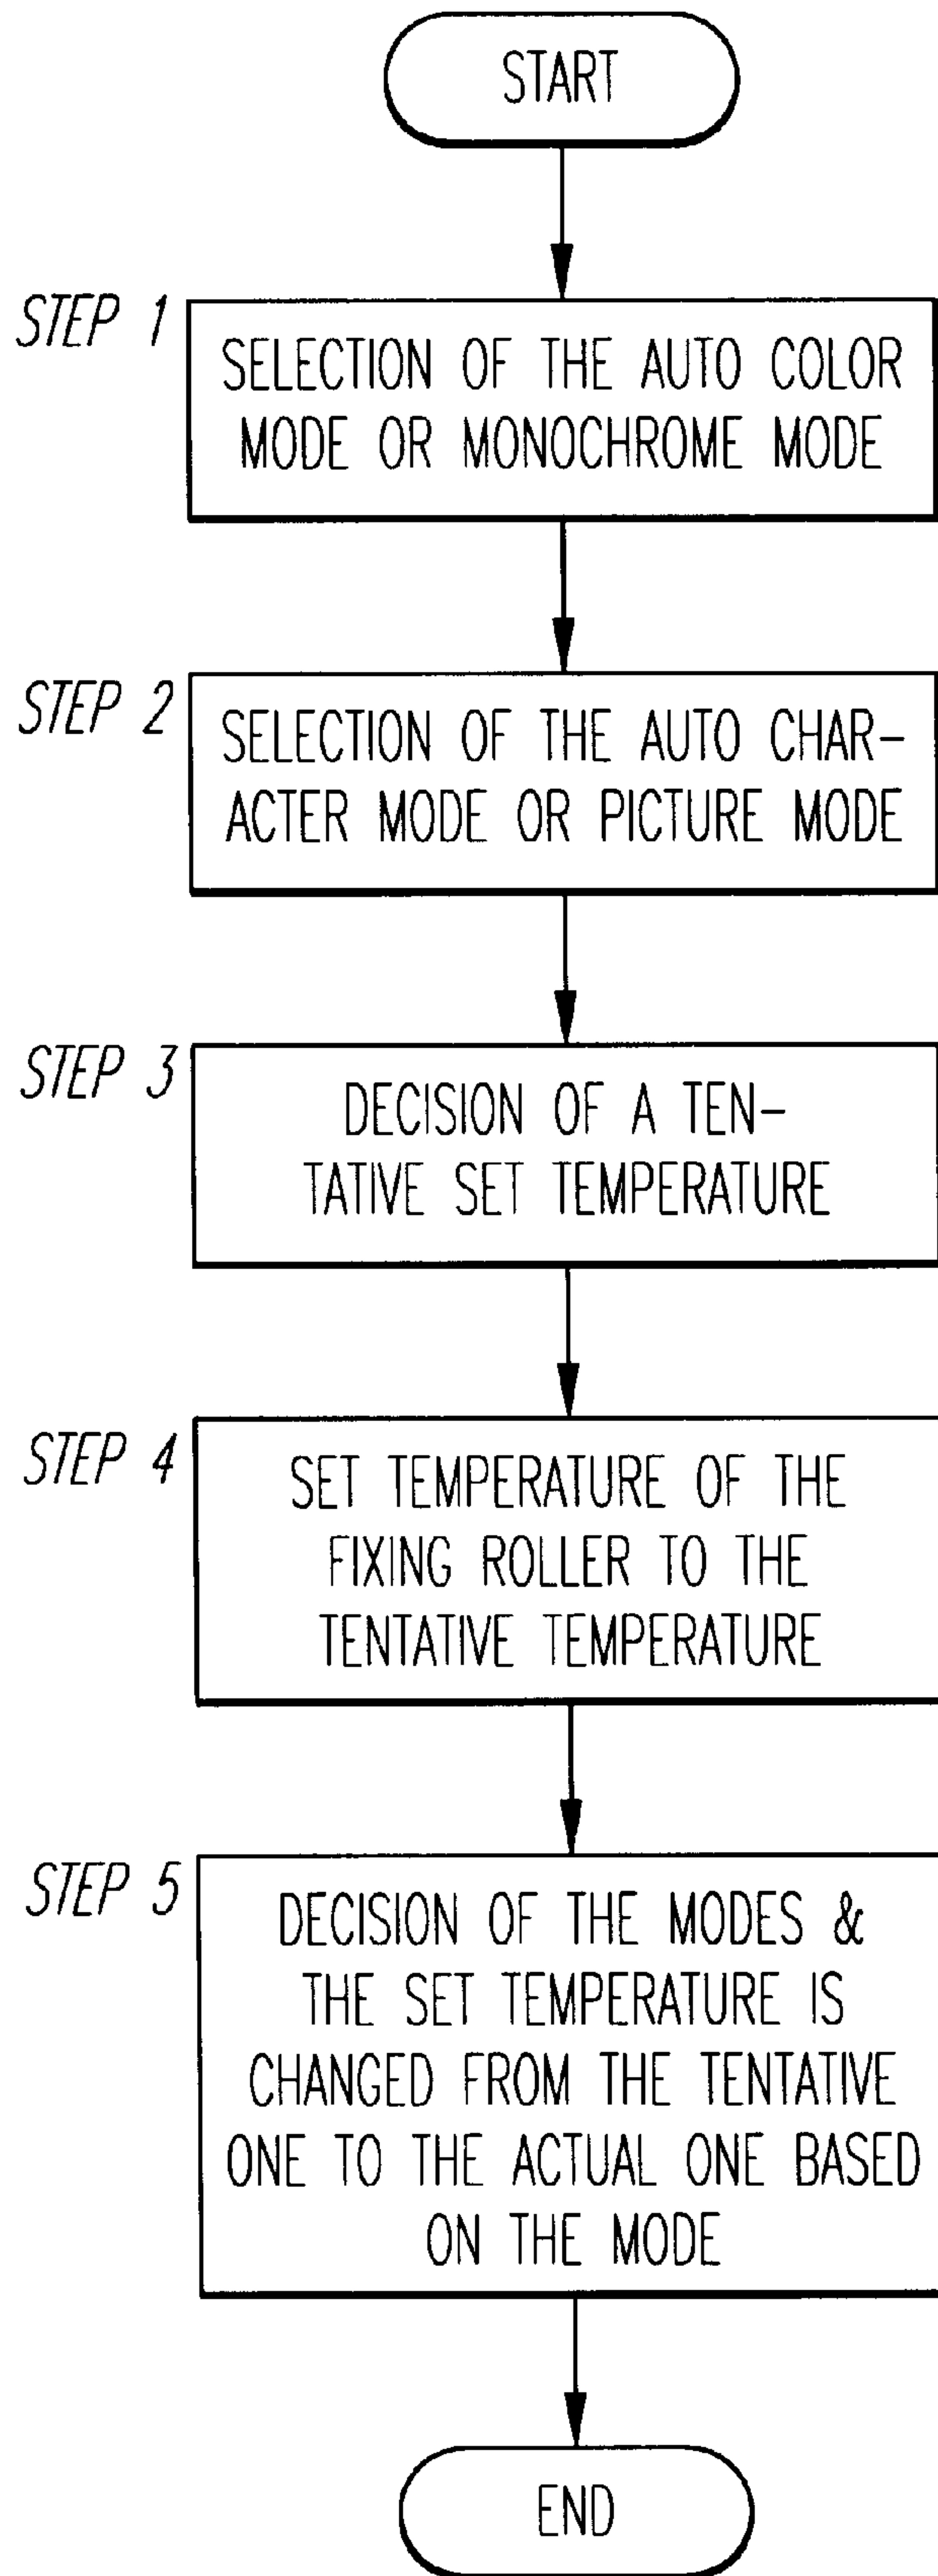 START
STEP 1
SELECTION OF THE AUTO COLOR
MODE OR MONOCHROME MODE
STEP 2
SELECTION OF THE AUTO CHAR-
ACTER MODE OR PICTURE MODE
STEP 3
DECISION OF A TEN-
TATIVE SET TEMPERATURE
STEP 4
SET TEMPERATURE OF THE
FIXING ROLLER TO THE
TENTATIVE TEMPERATURE
STEP 5
DECISION OF THE MODES &
THE SET TEMPERATURE IS
CHANGED FROM THE TENTATIVE
ONE TO THE ACTUAL ONE BASED
ON THE MODE
END